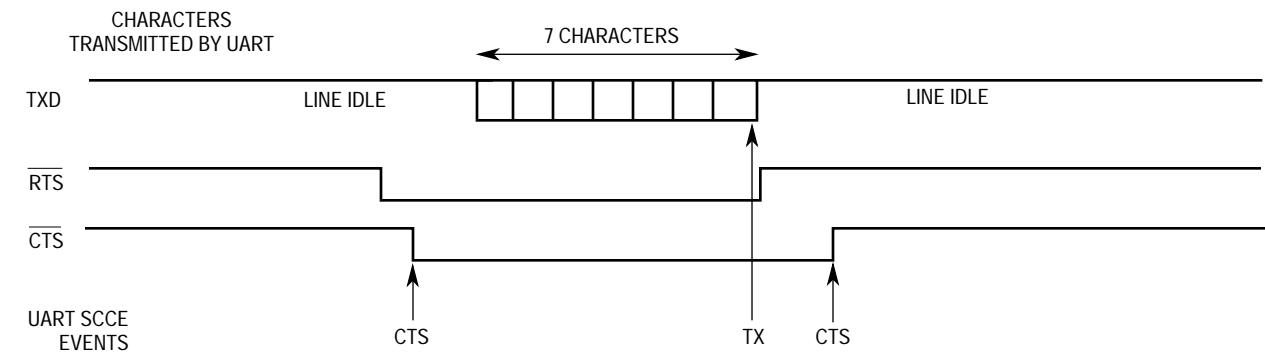 CHARACTERS
TRANSMITTED BY UART
7 CHARACTERS
TXD
LINE IDLE
LINE IDLE
RTS
CTS
UART SCCE
EVENTS
CTS
TX
CTS